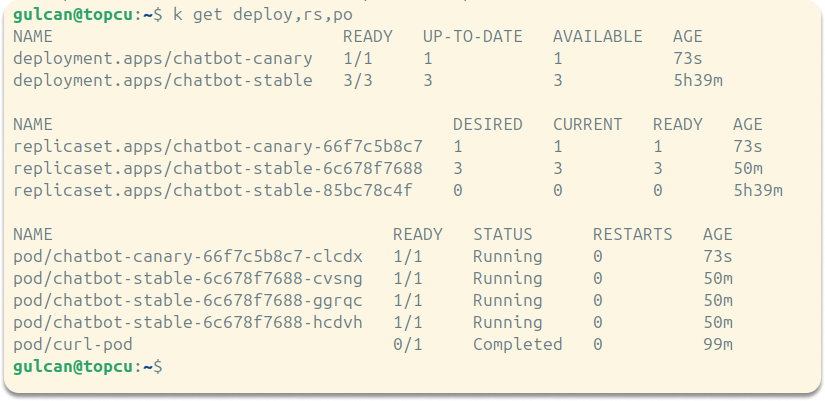 gulcan@topcu:~$ k get deploy,rs,po
NAME READY UP-TO-DATE AVAILABLE AGE
deployment.apps/chatbot-canary 1/1 1 1 73s
deployment.apps/chatbot-stable 3/3 3 3 5h39m
NAME DESIRED CURRENT READY AGE
replicaset.apps/chatbot-canary-66f7c5b8c7 1 1 1 73s
replicaset.apps/chatbot-stable-6c678f7688 3 3 3 50m
replicaset.apps/chatbot-stable-85bc78c4f 0 0 0 5h39m
NAME READY STATUS RESTARTS AGE
pod/chatbot-canary-66f7c5b8c7-clcdx 1/1 Running 0 73s
pod/chatbot-stable-6c678f7688-cvsng 1/1 Running 0 50m
pod/chatbot-stable-6c678f7688-ggrqc 1/1 Running 0 50m
pod/chatbot-stable-6c678f7688-hcdvh 1/1 Running 0 50m
pod/curl-pod 0/1 Completed 0 99m
gulcan@topcu:~$